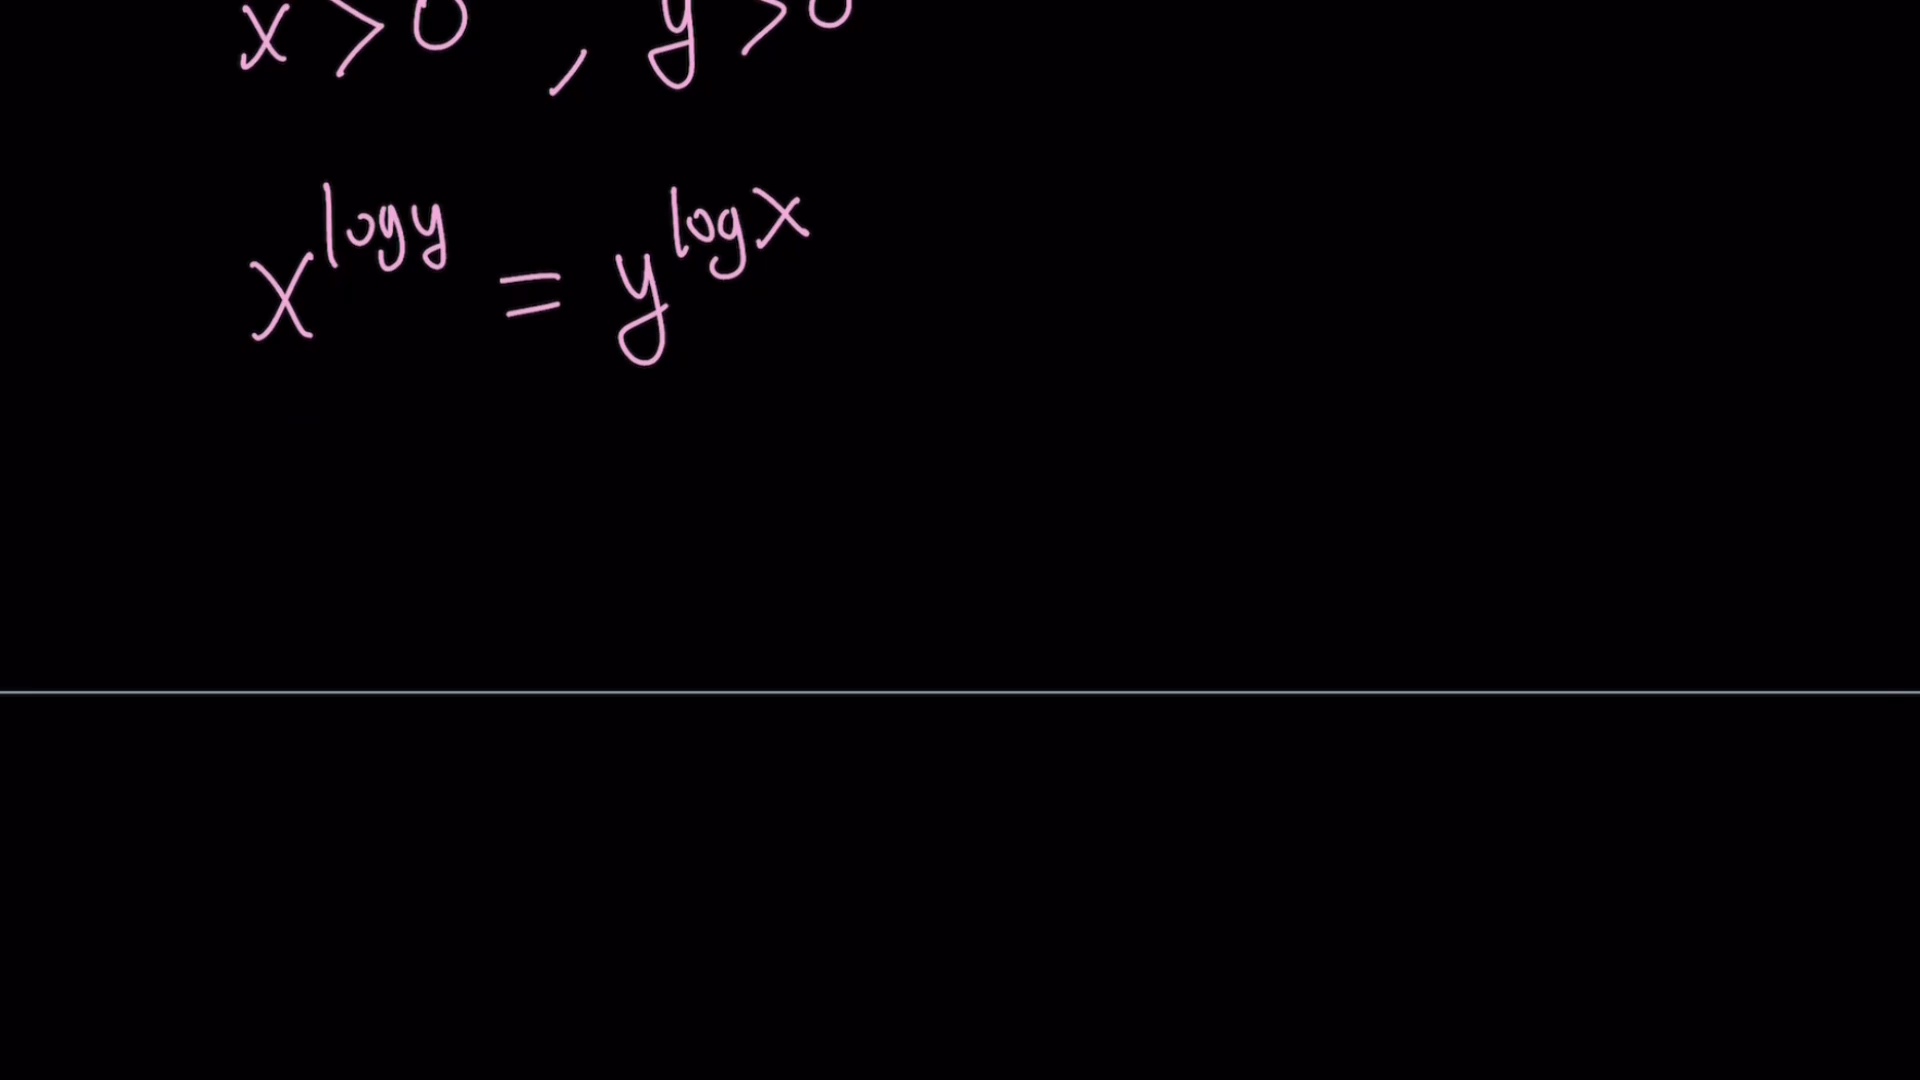 x > 0 , y > 0
x^{log y} = y^{log x}